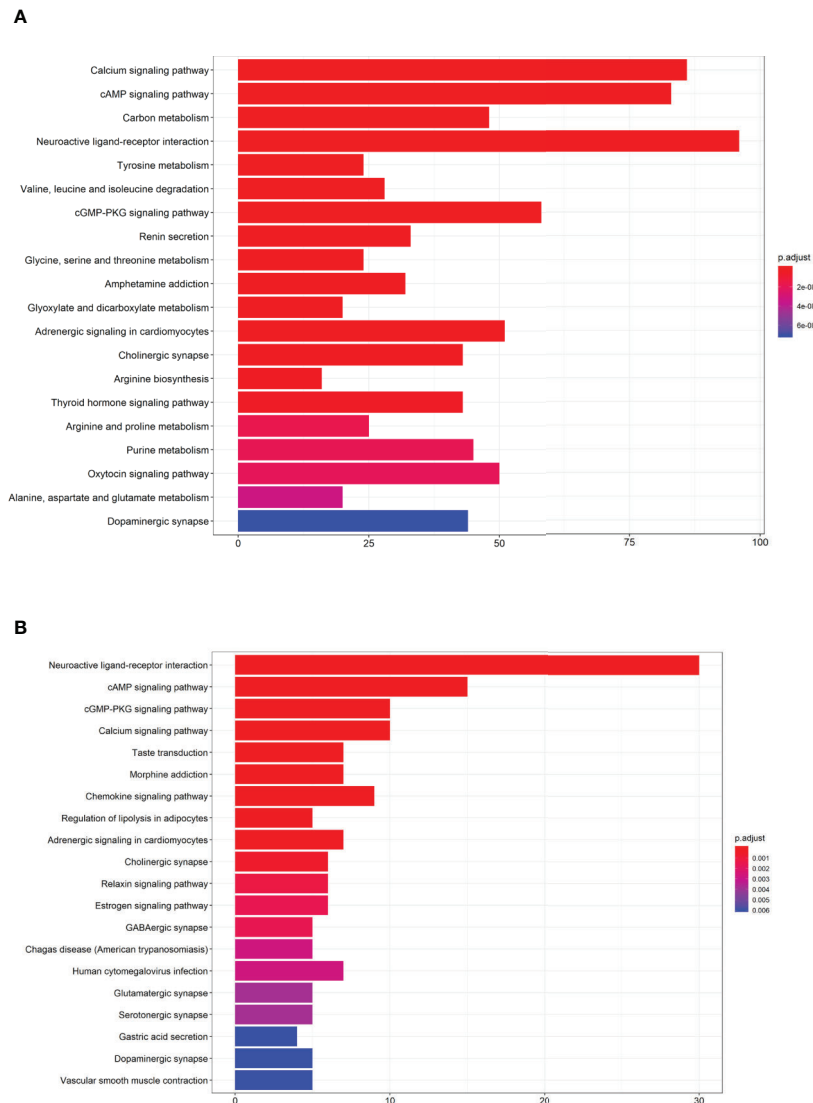 A
Calcium signaling pathway
cAMP signaling pathway
Carbon metabolism
Neuroactive ligand-receptor interaction
Tyrosine metabolism
Valine, leucine and isoleucine degradation
cGMP-PKG signaling pathway
Renin secretion
Glycine, serine and threonine metabolism
Amphetamine addiction
Glyoxylate and dicarboxylate metabolism
Adrenergic signaling in cardiomyocytes
Cholinergic synapse
Arginine biosynthesis
Thyroid hormone signaling pathway
Arginine and proline metabolism
Purine metabolism
Oxytocin signaling pathway
Alanine, aspartate and glutamate metabolism
Dopaminergic synapse
0 25 50 75 100
p.adjust
B
Neuroactive ligand-receptor interaction
cAMP signaling pathway
cGMP-PKG signaling pathway
Calcium signaling pathway
Taste transduction
Morphine addiction
Chemokine signaling pathway
Regulation of lipolysis in adipocytes
Adrenergic signaling in cardiomyocytes
Cholinergic synapse
Relaxin signaling pathway
Estrogen signaling pathway
GABAergic synapse
Chagas disease (American trypanosomiasis)
Human cytomegalovirus infection
Glutamatergic synapse
Serotonergic synapse
Gastric acid secretion
Dopaminergic synapse
Vascular smooth muscle contraction
0 10 20 30
p.adjust
0.001
0.002
0.003
0.004
0.005
0.006